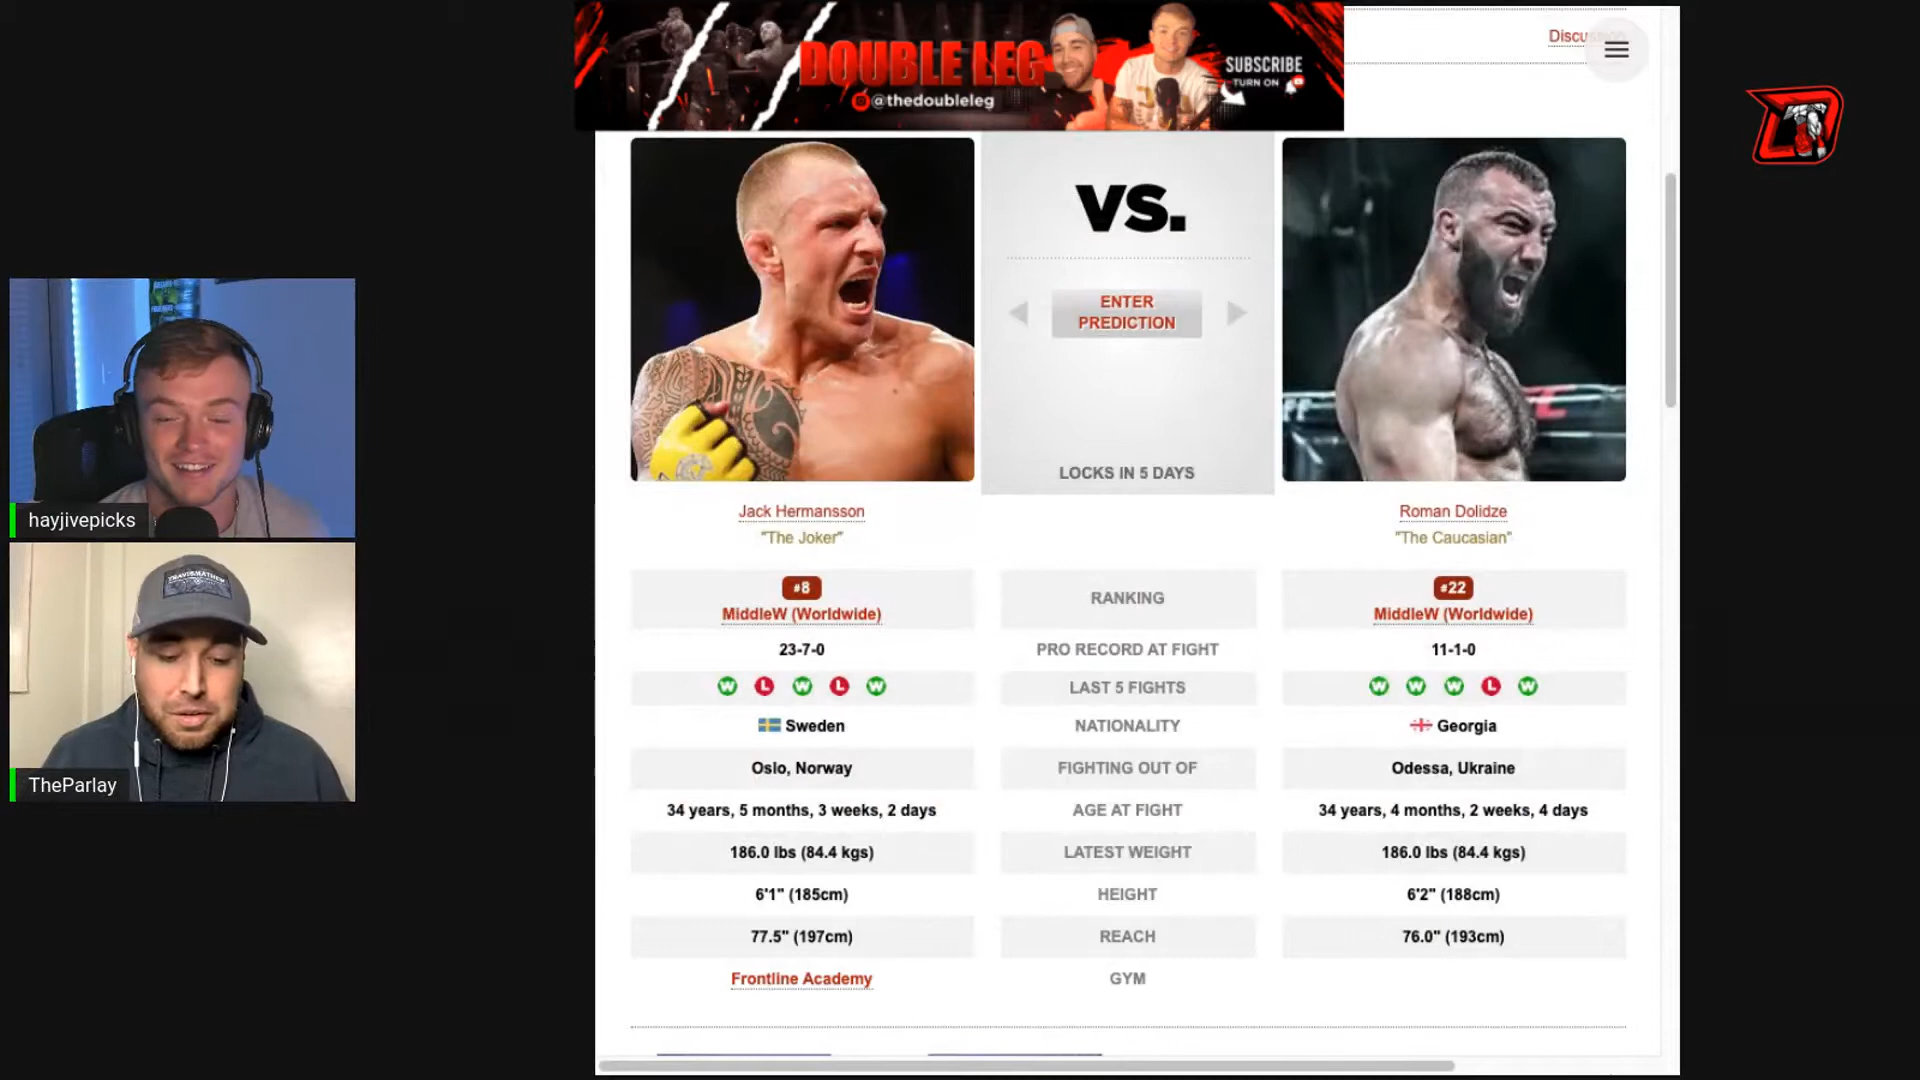 DOUBLE LEG
@thedoubleleg
SUBSCRIBE
TURN ON
VS.
ENTER
PREDICTION
LOCKS IN 5 DAYS
Jack Hermansson
"The Joker"
Roman Dolidze
"The Caucasian"
#8
MiddleW (Worldwide)
RANKING
#22
MiddleW (Worldwide)
23-7-0
PRO RECORD AT FIGHT
11-1-0
W L W L W
LAST 5 FIGHTS
W W W L W
Sweden
NATIONALITY
Georgia
Oslo, Norway
FIGHTING OUT OF
Odessa, Ukraine
34 years, 5 months, 3 weeks, 2 days
AGE AT FIGHT
34 years, 4 months, 2 weeks, 4 days
186.0 lbs (84.4 kgs)
LATEST WEIGHT
186.0 lbs (84.4 kgs)
6'1" (185cm)
HEIGHT
6'2" (188cm)
77.5" (197cm)
REACH
76.0" (193cm)
Frontline Academy
GYM
hayjivepicks
TRAVISMATHEW
TheParlay